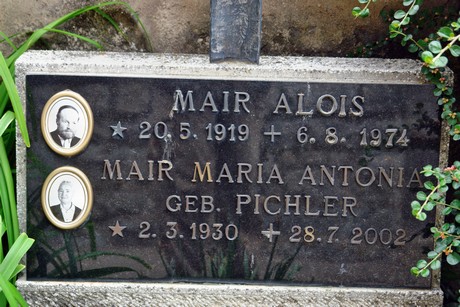 MAIR ALOIS
★ 20. 5. 1919 + 6. 8. 1974
MAIR MARIA ANTONIA
GEB. PICHLER
★ 2. 3. 1930 + 28. 7. 2002